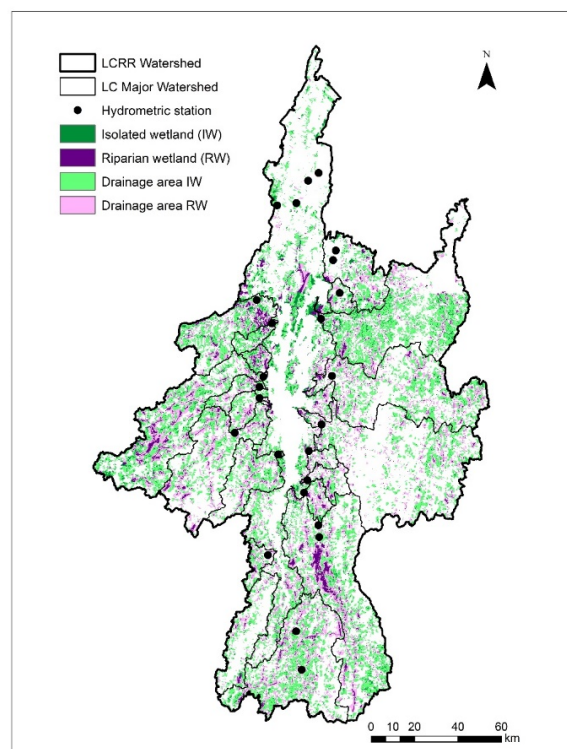 N
LCRR Watershed
LC Major Watershed
Hydrometric station
Isolated wetland (IW)
Riparian wetland (RW)
Drainage area IW
Drainage area RW
0 10 20 40 60
km